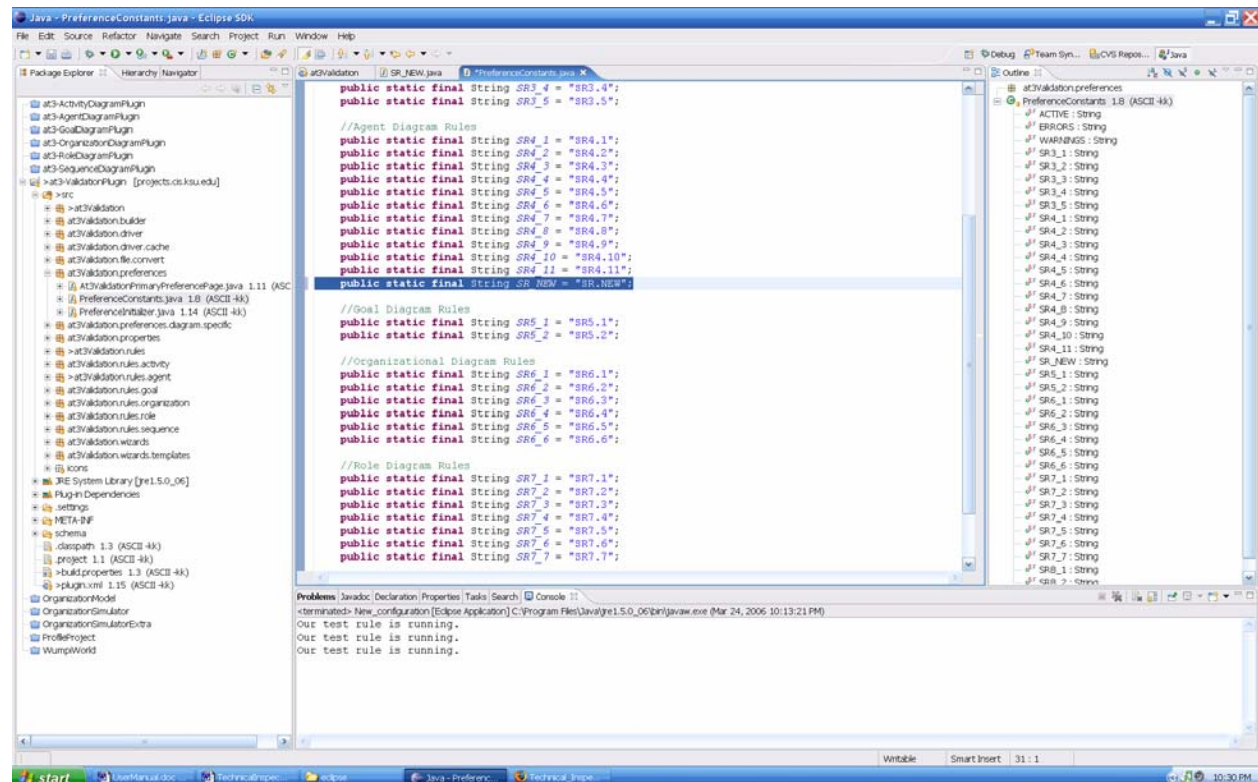 Java - PreferenceConstants.java - Eclipse SDK
File Edit Source Refactor Navigate Search Project Run Window Help
Debug Team Syn... CVS Repos... Java
Package Explorer Hierarchy Navigator
at3-ActivityDiagramPlugin
at3-AgentDiagramPlugin
at3-GoalDiagramPlugin
at3-OrganizationDiagramPlugin
at3-RoleDiagramPlugin
at3-SequenceDiagramPlugin
>at3-ValidationPlugin [projects.cis.ksu.edu]
>src
>at3Validation
at3Validation.builder
at3Validation.driver
at3Validation.driver.cache
at3Validation.file.convert
at3Validation.preferences
At3ValidationPrimaryPreferencePage.java 1.11 (ASC
PreferenceConstants.java 1.8 (ASCII -kk)
PreferenceInitializer.java 1.14 (ASCII -kk)
at3Validation.preferences.diagram.specific
at3Validation.properties
>at3Validation.rules
at3Validation.rules.activity
>at3Validation.rules.agent
at3Validation.rules.goal
at3Validation.rules.organization
at3Validation.rules.role
at3Validation.rules.sequence
at3Validation.wizards
at3Validation.wizards.templates
icons
JRE System Library [jre1.5.0_06]
Plug-in Dependencies
.settings
META-INF
schema
.classpath 1.3 (ASCII -kk)
.project 1.1 (ASCII -kk)
>build.properties 1.3 (ASCII -kk)
>plugin.xml 1.15 (ASCII -kk)
OrganizationModel
OrganizationSimulator
OrganizationSimulatorExtra
ProfileProject
WumpiWorld
at3Validation SR_NEW.java *PreferenceConstants.java
public static final String SR3_4 = "SR3.4";
public static final String SR3_5 = "SR3.5";
//Agent Diagram Rules
public static final String SR4_1 = "SR4.1";
public static final String SR4_2 = "SR4.2";
public static final String SR4_3 = "SR4.3";
public static final String SR4_4 = "SR4.4";
public static final String SR4_5 = "SR4.5";
public static final String SR4_6 = "SR4.6";
public static final String SR4_7 = "SR4.7";
public static final String SR4_8 = "SR4.8";
public static final String SR4_9 = "SR4.9";
public static final String SR4_10 = "SR4.10";
public static final String SR4_11 = "SR4.11";
public static final String SR_NEW = "SR.NEW";
//Goal Diagram Rules
public static final String SR5_1 = "SR5.1";
public static final String SR5_2 = "SR5.2";
//Organizational Diagram Rules
public static final String SR6_1 = "SR6.1";
public static final String SR6_2 = "SR6.2";
public static final String SR6_3 = "SR6.3";
public static final String SR6_4 = "SR6.4";
public static final String SR6_5 = "SR6.5";
public static final String SR6_6 = "SR6.6";
//Role Diagram Rules
public static final String SR7_1 = "SR7.1";
public static final String SR7_2 = "SR7.2";
public static final String SR7_3 = "SR7.3";
public static final String SR7_4 = "SR7.4";
public static final String SR7_5 = "SR7.5";
public static final String SR7_6 = "SR7.6";
public static final String SR7_7 = "SR7.7";
Outline
at3Validation.preferences
PreferenceConstants 1.8 (ASCII -kk)
ACTIVE : String
ERRORS : String
WARNINGS : String
SR3_1 : String
SR3_2 : String
SR3_3 : String
SR3_4 : String
SR3_5 : String
SR4_1 : String
SR4_2 : String
SR4_3 : String
SR4_4 : String
SR4_5 : String
SR4_6 : String
SR4_7 : String
SR4_8 : String
SR4_9 : String
SR4_10 : String
SR4_11 : String
SR_NEW : String
SR5_1 : String
SR5_2 : String
SR6_1 : String
SR6_2 : String
SR6_3 : String
SR6_4 : String
SR6_5 : String
SR6_6 : String
SR7_1 : String
SR7_2 : String
SR7_3 : String
SR7_4 : String
SR7_5 : String
SR7_6 : String
SR7_7 : String
SR8_1 : String
SR8_2 : String
Problems Javadoc Declaration Properties Tasks Search Console
<terminated> New_configuration [Eclipse Application] C:\Program Files\Java\jre1.5.0_06\bin\javaw.exe (Mar 24, 2006 10:13:21 PM)
Our test rule is running.
Our test rule is running.
Our test rule is running.
Writable Smart Insert 31 : 1
start UserManual.doc ... TechnicalInspec... eclipse Java - Preferenc... Technical_Inspe... 10:30 PM